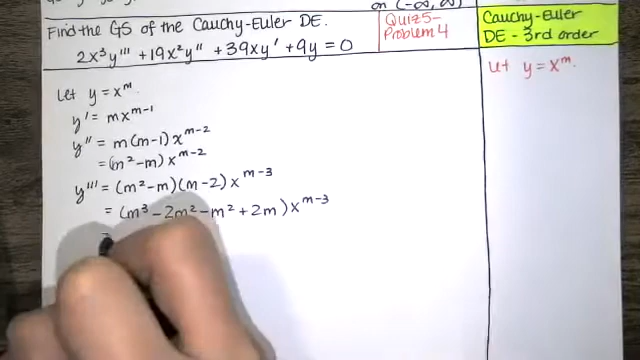 on (-∞, ∞)
Find the GS of the Cauchy-Euler DE.
2x³y''' + 19x²y'' + 39xy' + 9y = 0
Quiz 5-
Problem 4
Cauchy-Euler
DE - 3rd order
Let y = xᵐ.
Let y = xᵐ.
y' = mxᵐ⁻¹
y'' = m(m-1)xᵐ⁻²
= (m²-m)xᵐ⁻²
y''' = (m²-m)(m-2)xᵐ⁻³
= (m³ - 2m² - m² + 2m)xᵐ⁻³
=